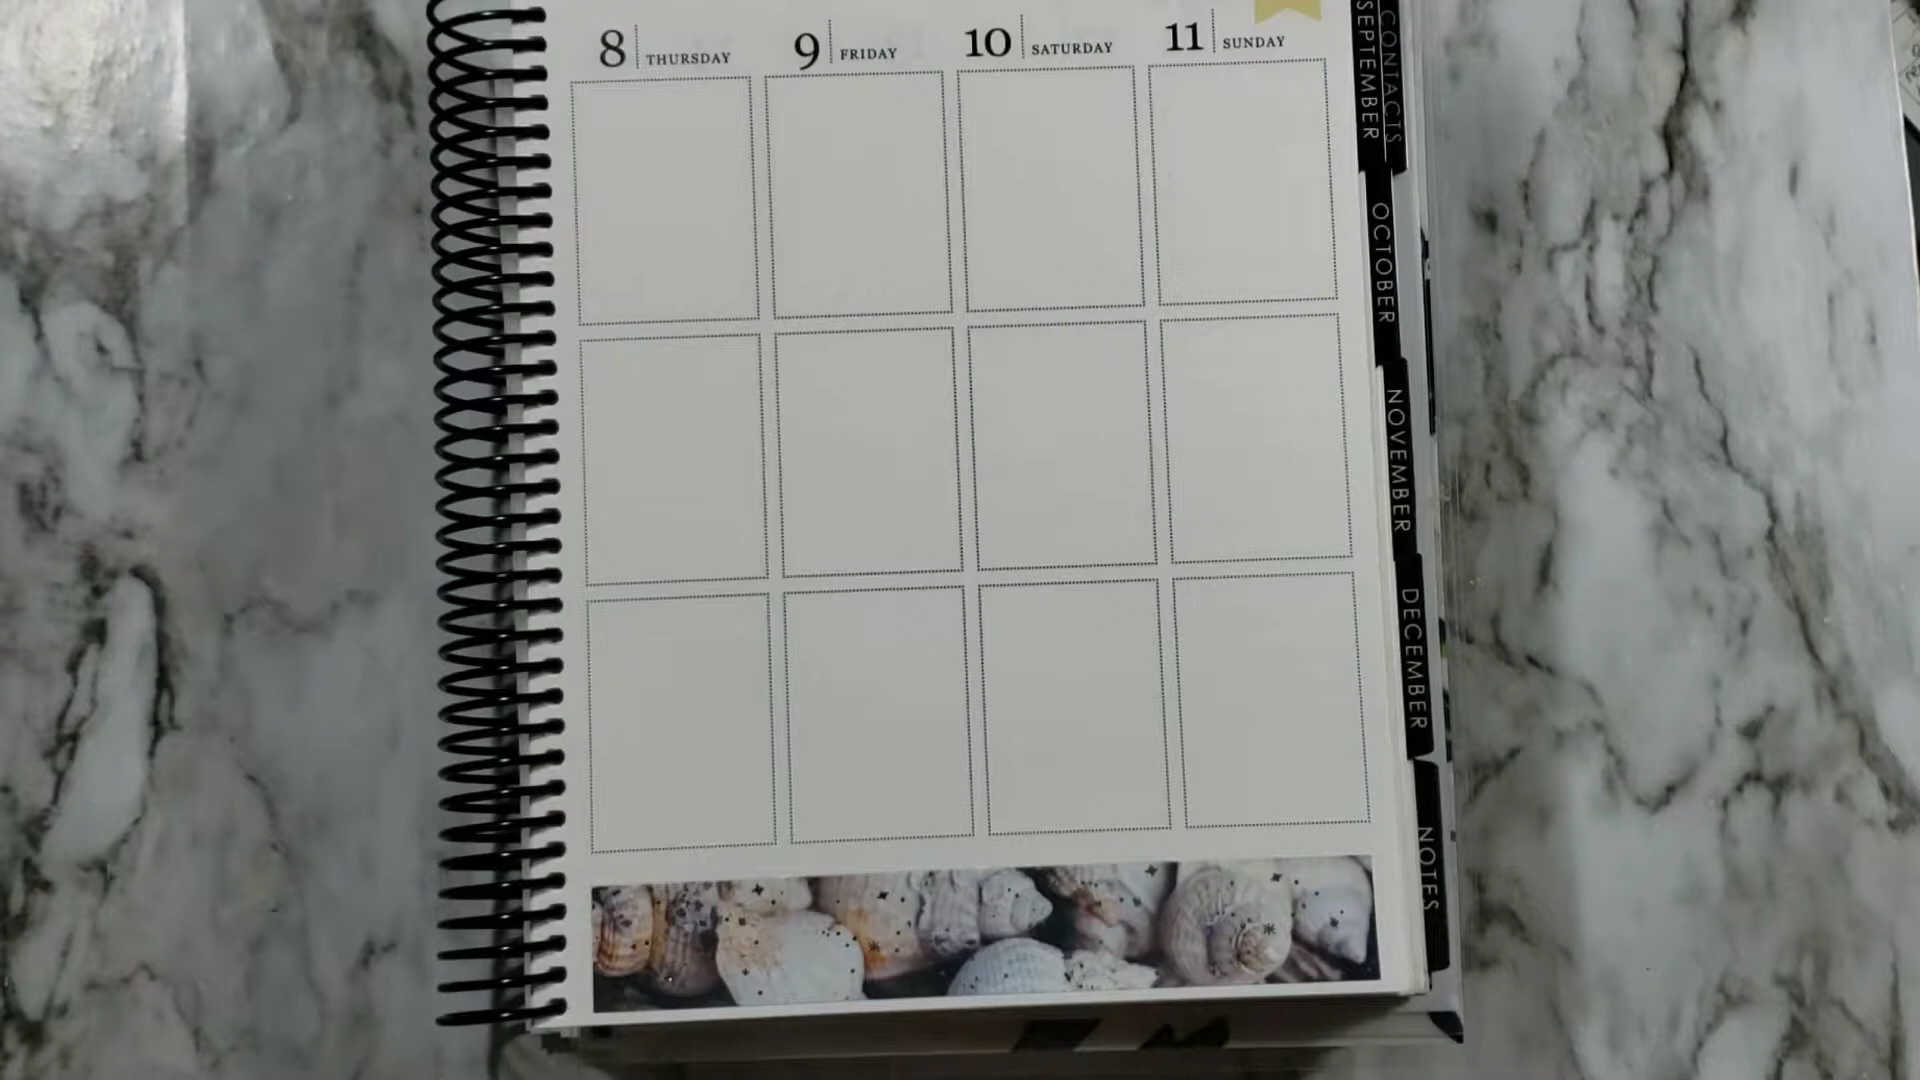 8 THURSDAY
9 FRIDAY
10 SATURDAY
11 SUNDAY
CONTACTS
SEPTEMBER
OCTOBER
NOVEMBER
DECEMBER
NOTES